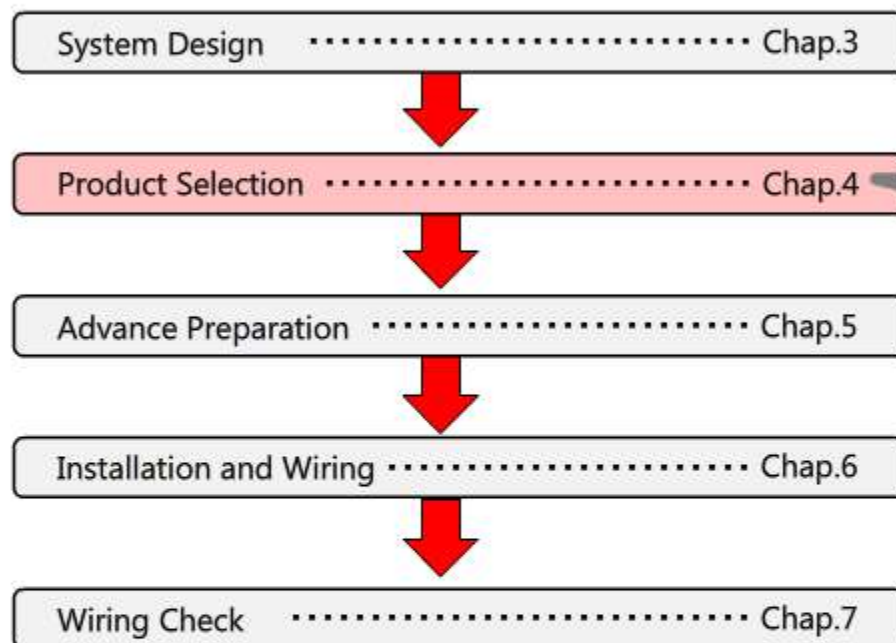 System Design ···································· Chap.3
Product Selection ··································· Chap.4
Advance Preparation ······························· Chap.5
Installation and Wiring ······························ Chap.6
Wiring Check ······································ Chap.7